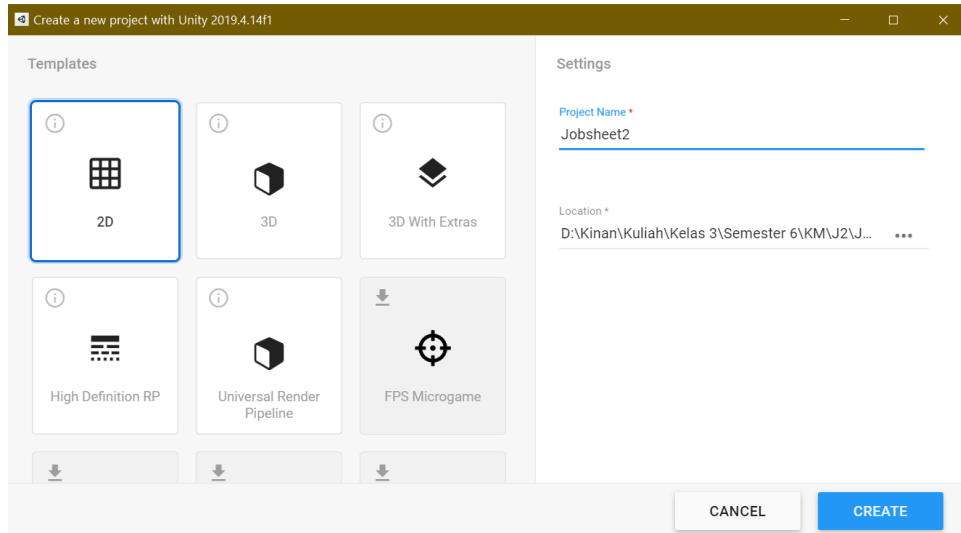 Create a new project with Unity 2019.4.14f1
Templates
Settings
2D
3D
3D With Extras
High Definition RP
Universal Render
Pipeline
FPS Microgame
Project Name *
Jobsheet2
Location *
D:\Kinan\Kuliah\Kelas 3\Semester 6\KM\J2\J...
CANCEL
CREATE